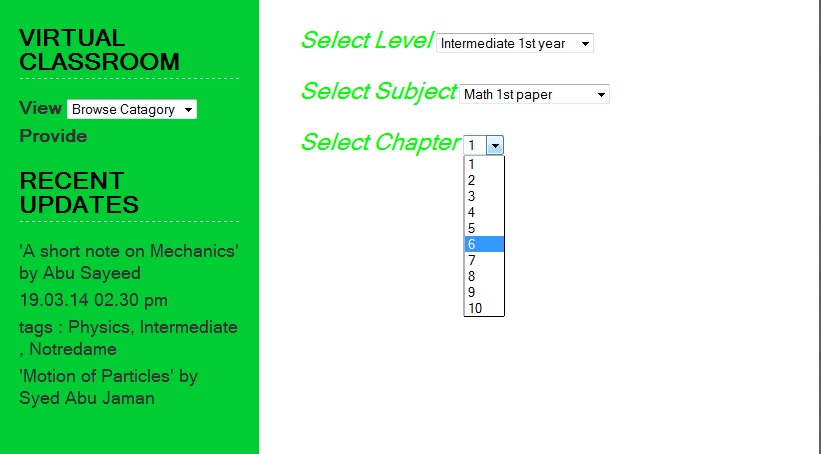 VIRTUAL
CLASSROOM
View Browse Catagory
Provide
RECENT
UPDATES
'A short note on Mechanics'
by Abu Sayeed
19.03.14 02.30 pm
tags : Physics, Intermediate
, Notredame
'Motion of Particles' by
Syed Abu Jaman
Select Level Intermediate 1st year
Select Subject Math 1st paper
Select Chapter 1
1
2
3
4
5
6
7
8
9
10